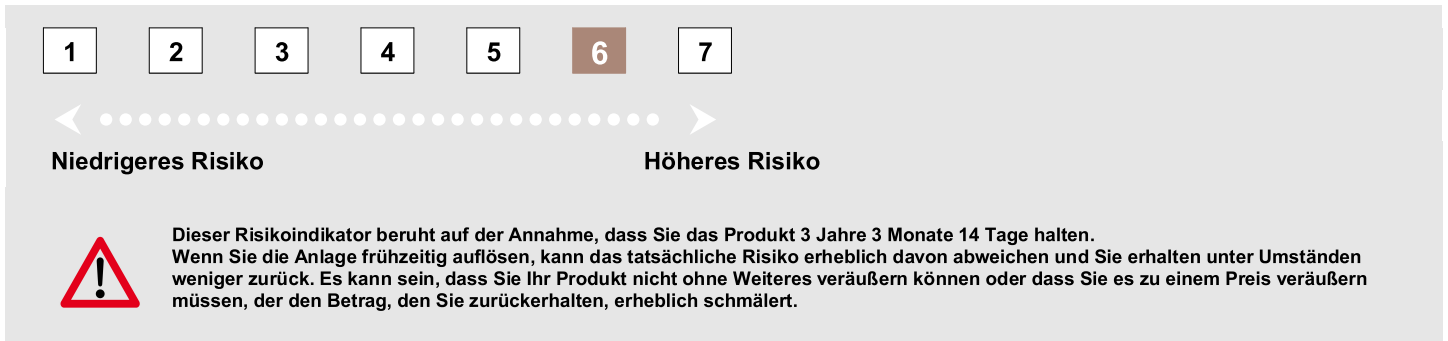 1 2 3 4 5 6 7
Niedrigeres Risiko Höheres Risiko
Dieser Risikoindikator beruht auf der Annahme, dass Sie das Produkt 3 Jahre 3 Monate 14 Tage halten.
Wenn Sie die Anlage frühzeitig auflösen, kann das tatsächliche Risiko erheblich davon abweichen und Sie erhalten unter Umständen
weniger zurück. Es kann sein, dass Sie Ihr Produkt nicht ohne Weiteres veräußern können oder dass Sie es zu einem Preis veräußern
müssen, der den Betrag, den Sie zurückerhalten, erheblich schmälert.